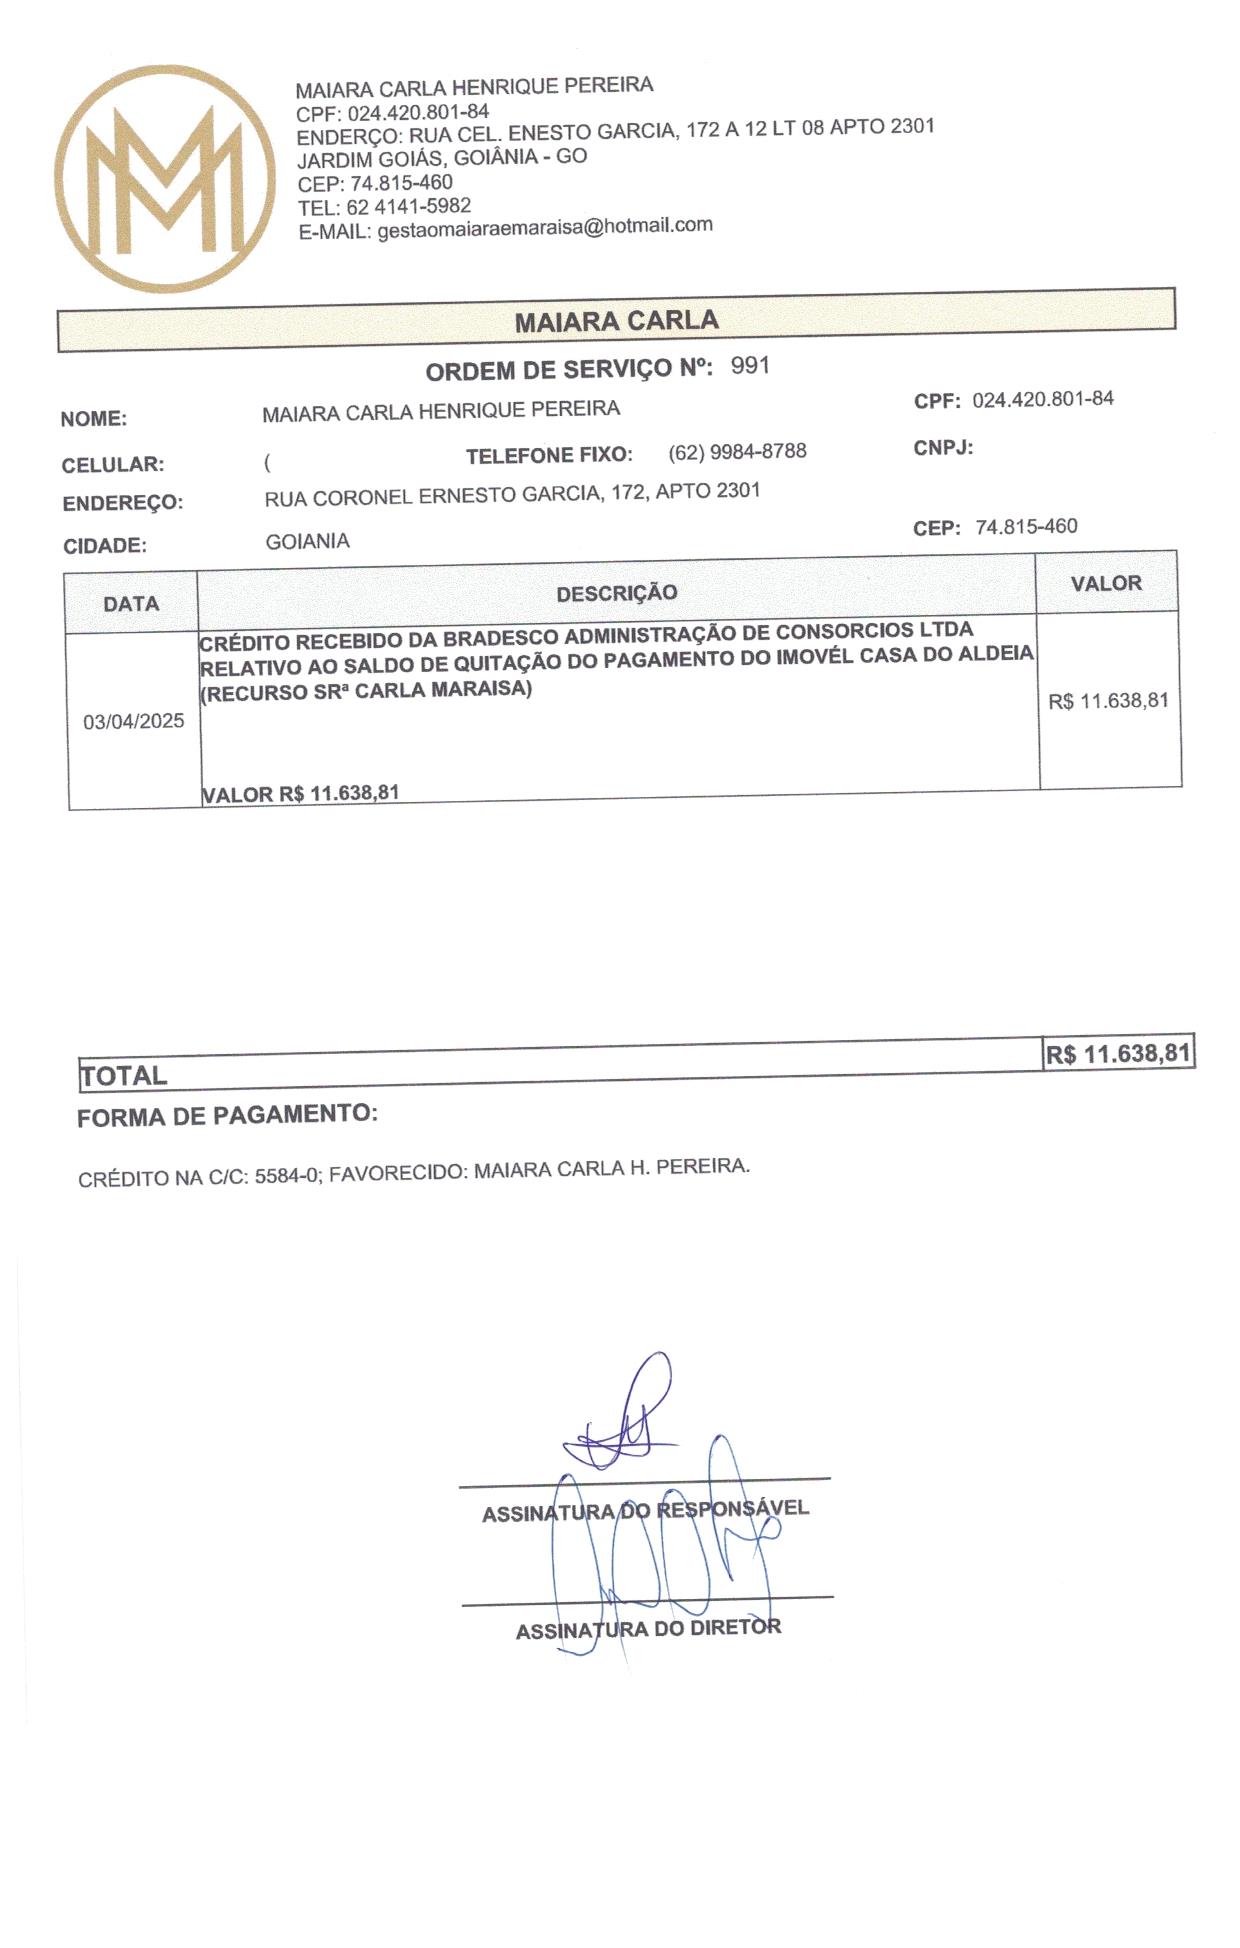 MAIARA CARLA HENRIQUE PEREIRA
CPF: 024.420.801-84
ENDERÇO: RUA CEL. ENESTO GARCIA, 172 A 12 LT 08 APTO 2301
JARDIM GOIÁS, GOIÂNIA - GO
CEP: 74.815-460
TEL: 62 4141-5982
E-MAIL: gestaomaiaraemaraisa@hotmail.com
MAIARA CARLA
ORDEM DE SERVIÇO Nº: 991
NOME: MAIARA CARLA HENRIQUE PEREIRA CPF: 024.420.801-84
CELULAR: ( TELEFONE FIXO: (62) 9984-8788 CNPJ:
ENDEREÇO: RUA CORONEL ERNESTO GARCIA, 172, APTO 2301
CIDADE: GOIANIA CEP: 74.815-460
DATA DESCRIÇÃO VALOR
CRÉDITO RECEBIDO DA BRADESCO ADMINISTRAÇÃO DE CONSORCIOS LTDA
RELATIVO AO SALDO DE QUITAÇÃO DO PAGAMENTO DO IMOVÉL CASA DO ALDEIA
(RECURSO SRª CARLA MARAISA)
03/04/2025 R$ 11.638,81
VALOR R$ 11.638,81
TOTAL R$ 11.638,81
FORMA DE PAGAMENTO:
CRÉDITO NA C/C: 5584-0; FAVORECIDO: MAIARA CARLA H. PEREIRA.
ASSINATURA DO RESPONSÁVEL
ASSINATURA DO DIRETOR